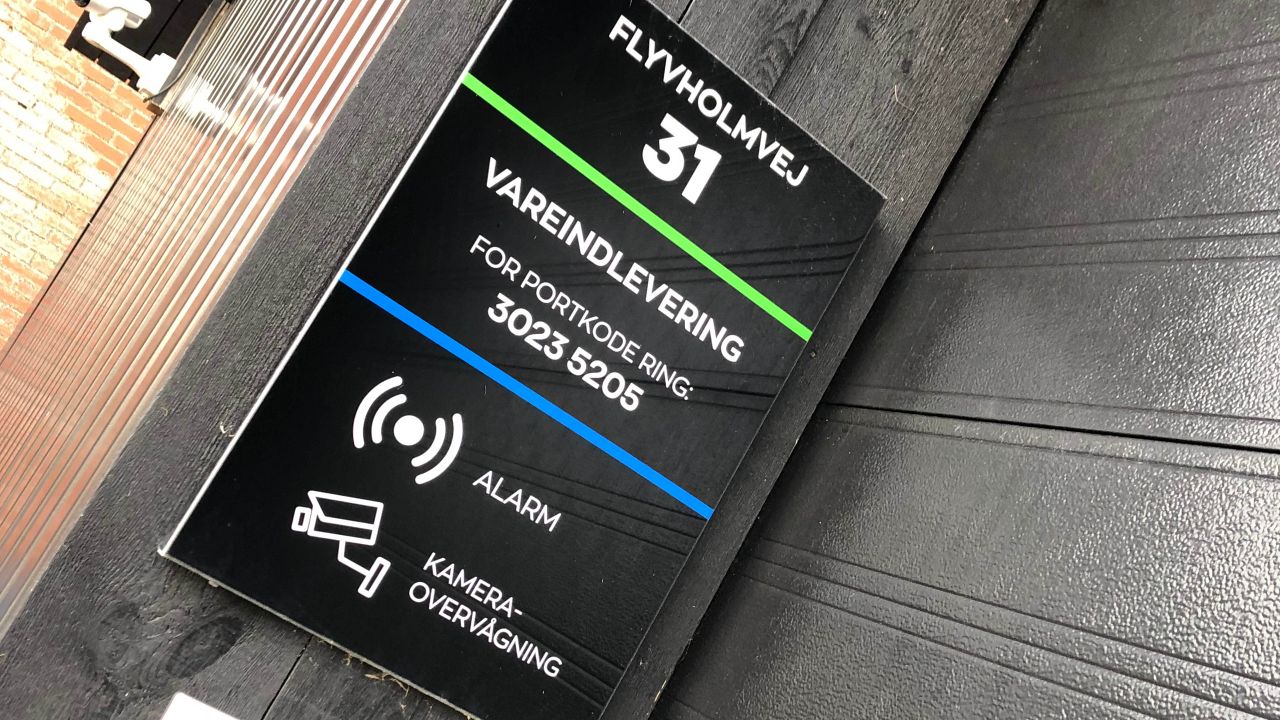 FLYVHOLMVEJ
31
VAREINDLEVERING
FOR PORTKODE RING:
3023 5205
ALARM
KAMERA-
OVERVÅGNING